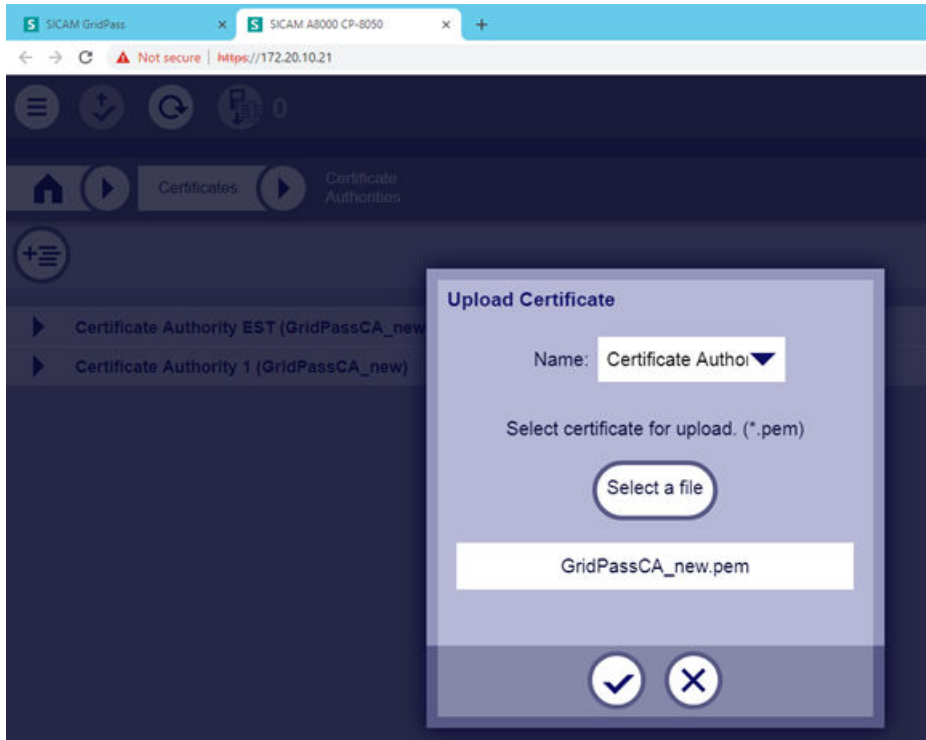 S SICAM GridPass × S SICAM A8000 CP-8050 × +
Not secure | https://172.20.10.21
0
Certificates Certificate
Authorities
Upload Certificate
Certificate Authority EST (GridPassCA_new
Name: Certificate Author
Certificate Authority 1 (GridPassCA_new)
Select certificate for upload. (*.pem)
Select a file
GridPassCA_new.pem